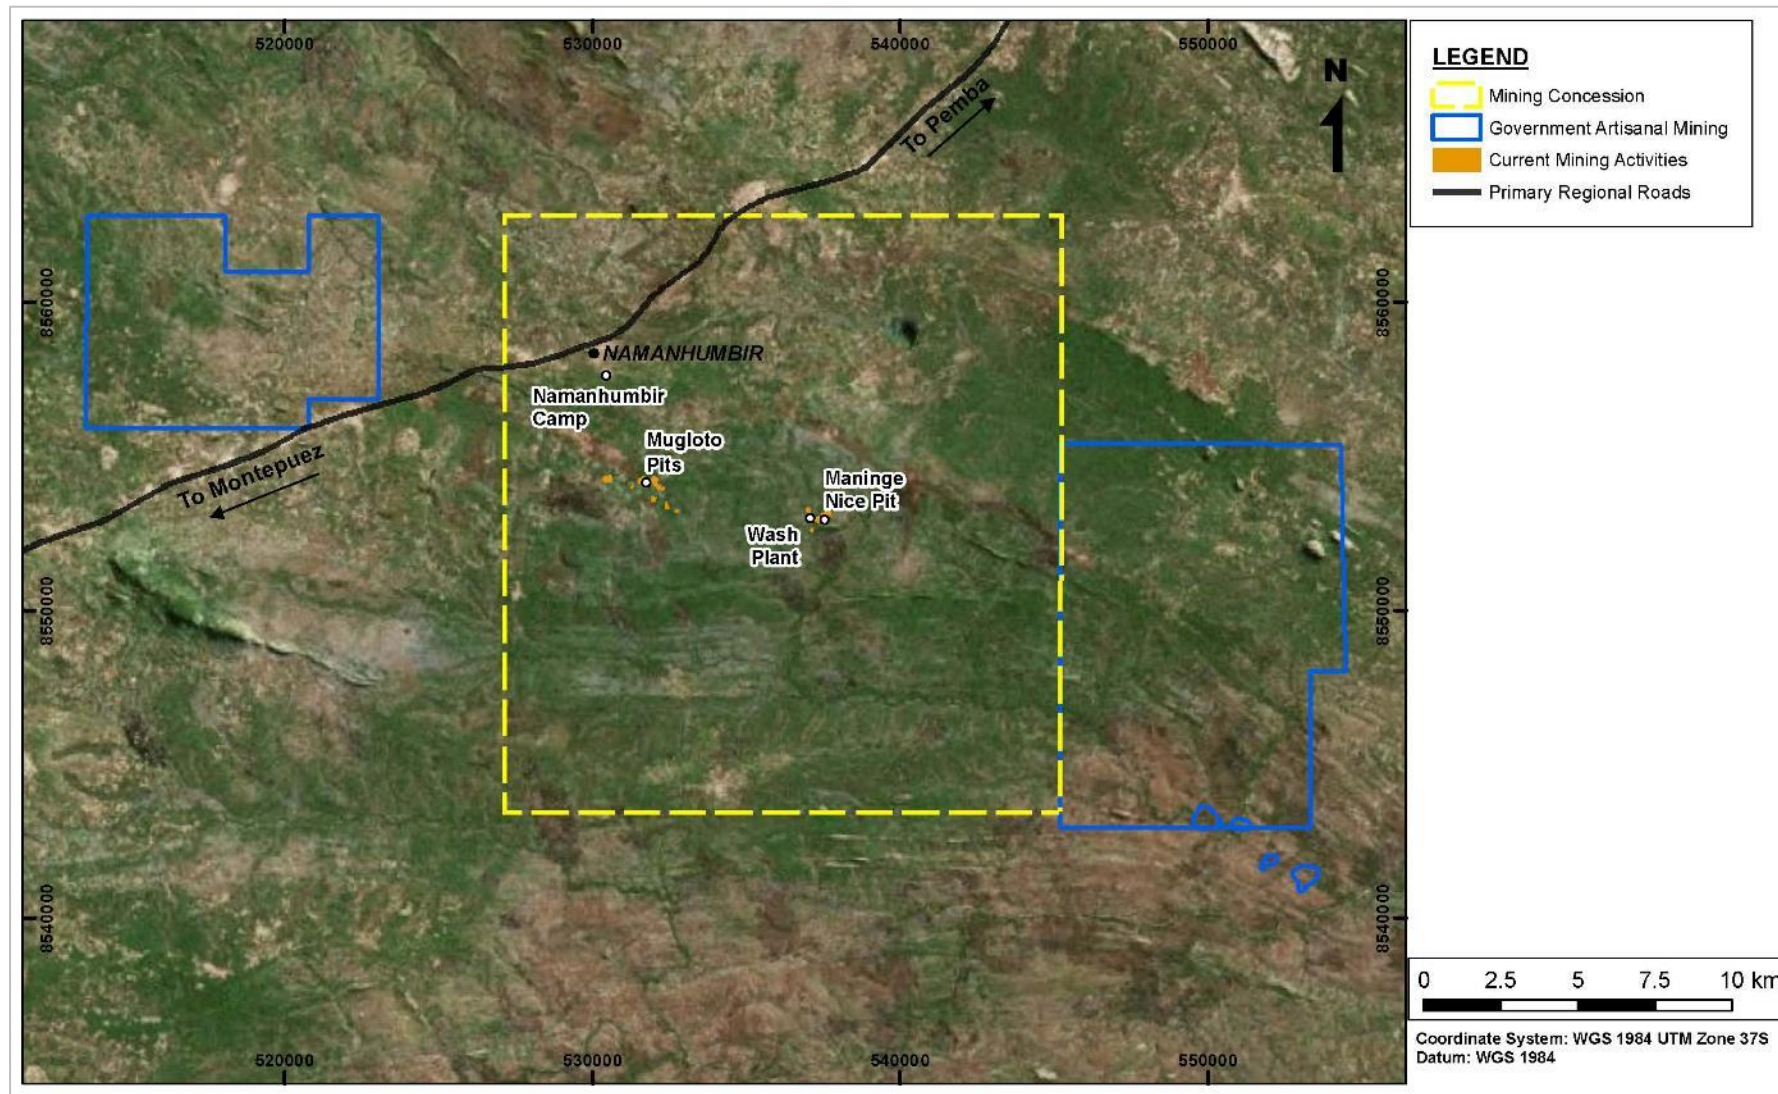 520000
530000
540000
550000
N
To Pemba
8560000
8560000
NAMANHUMBIR
Namanhumbir
Camp
Mugloto
Pits
Maninge
Nice Pit
To Montepuez
Wash
Plant
8550000
8550000
8540000
8540000
520000
530000
540000
550000
LEGEND
Mining Concession
Government Artisanal Mining
Current Mining Activities
Primary Regional Roads
0 2.5 5 7.5 10 km
Coordinate System: WGS 1984 UTM Zone 37S
Datum: WGS 1984